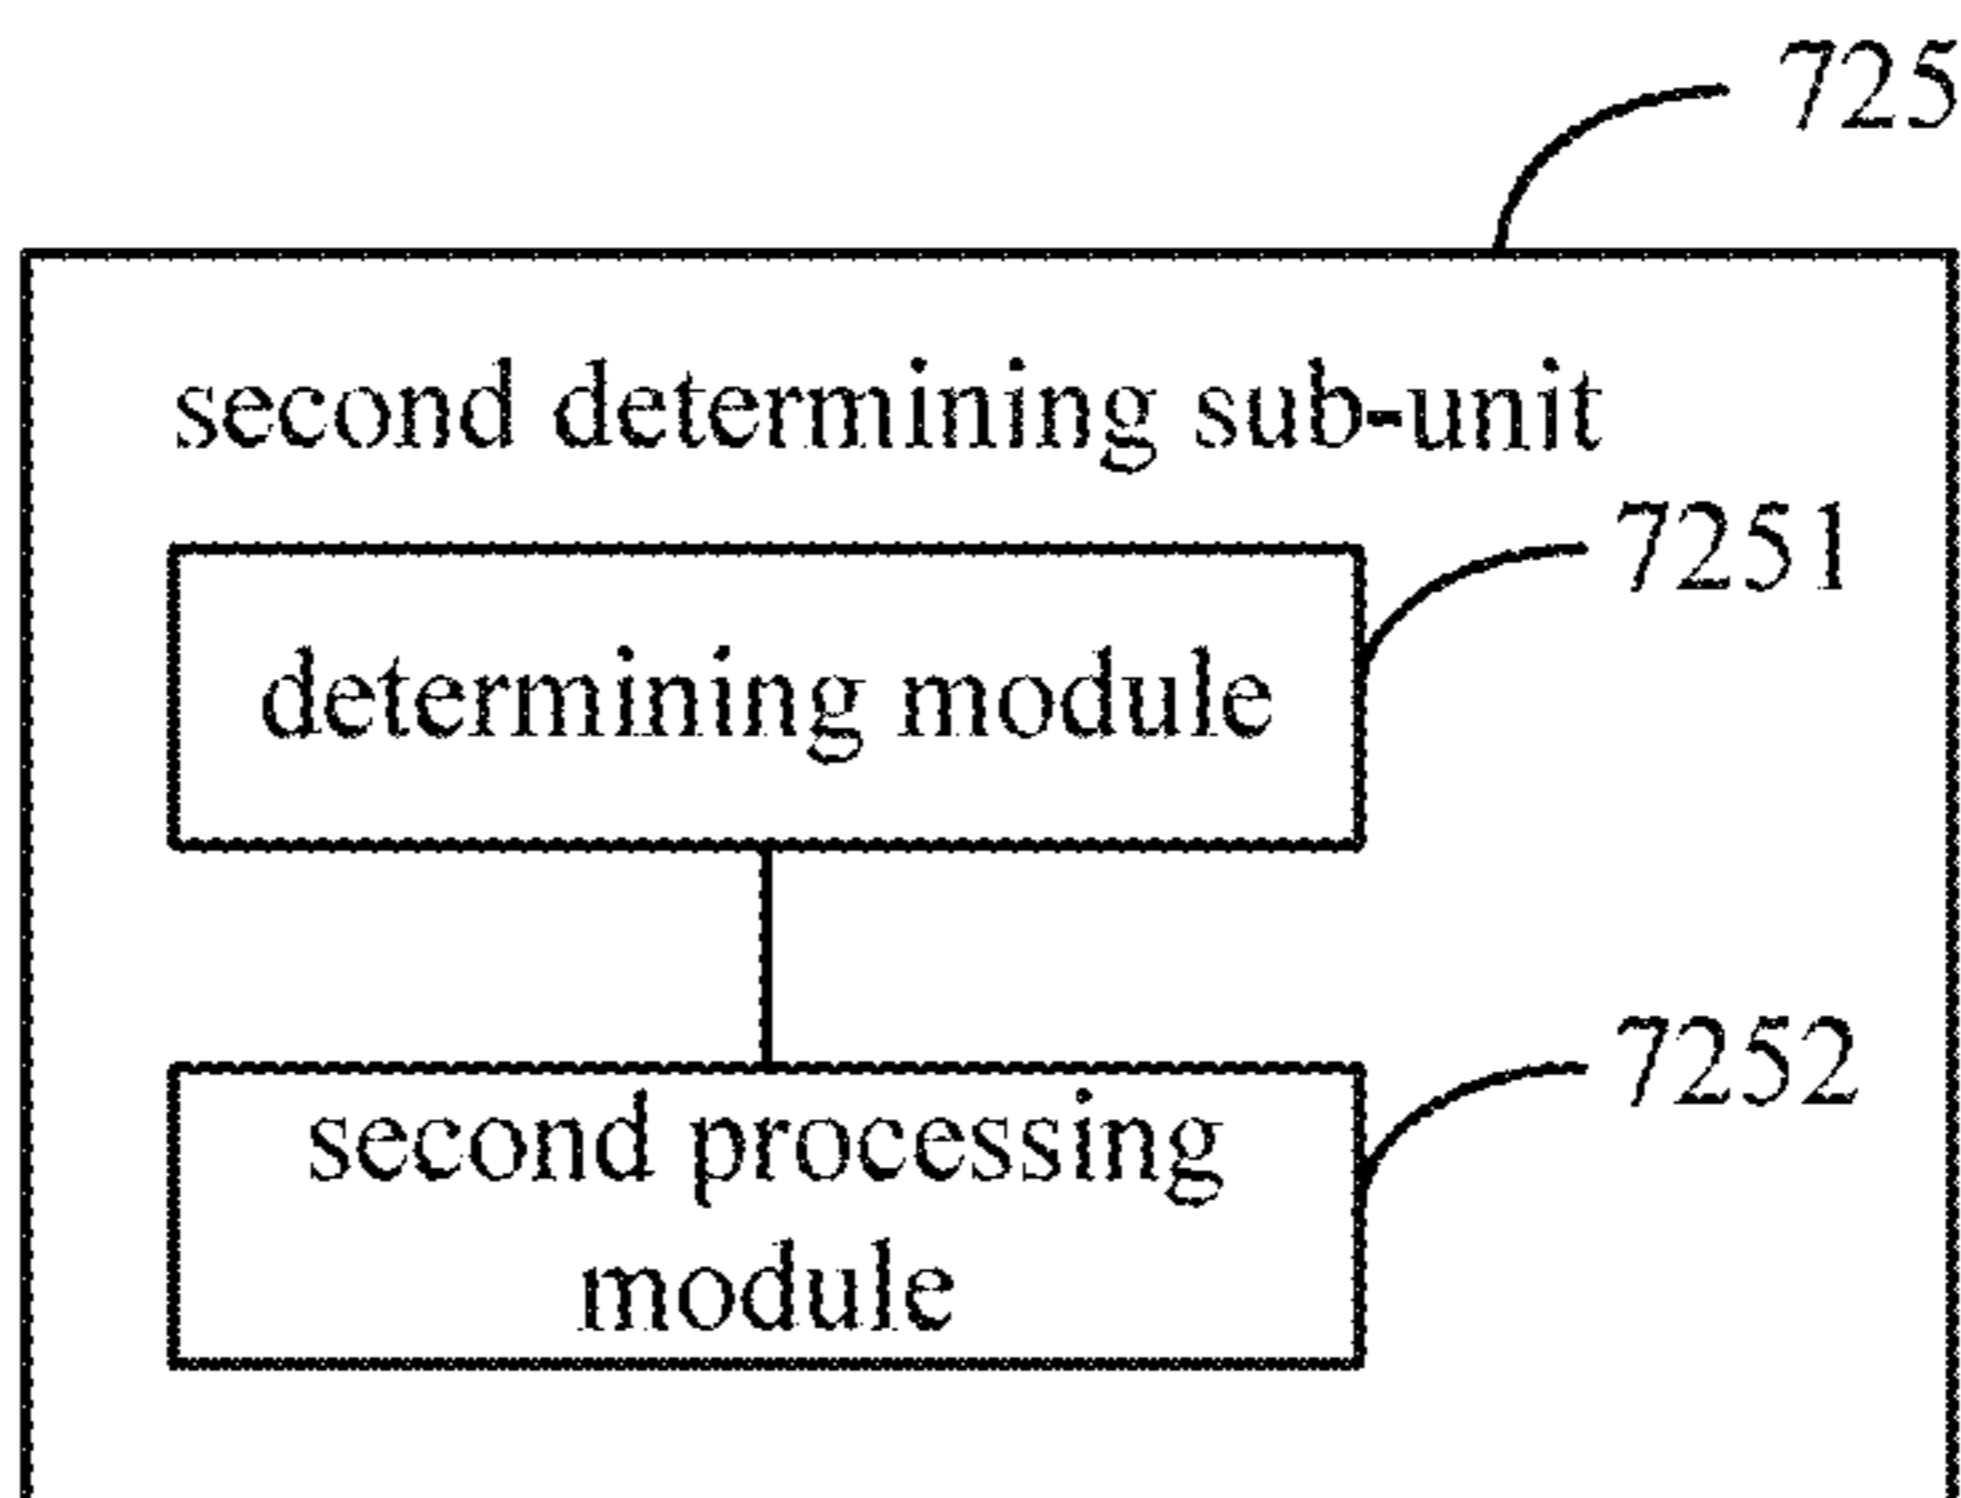 725
second determining sub-unit
7251
determining module
7252
second processing
module